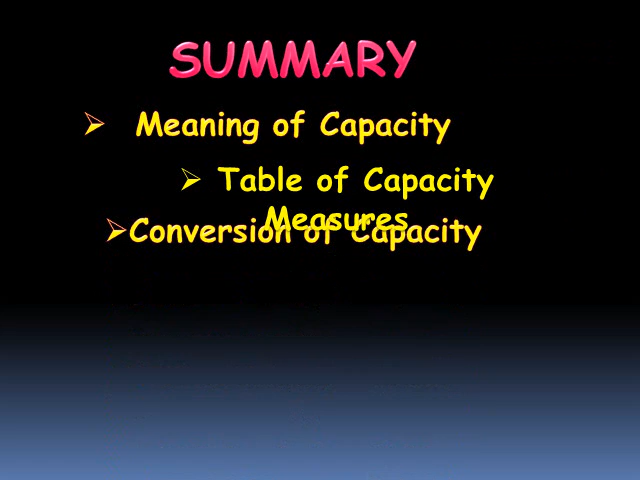 SUMMARY
Meaning of Capacity
Table of Capacity
Measures
Conversion of Capacity